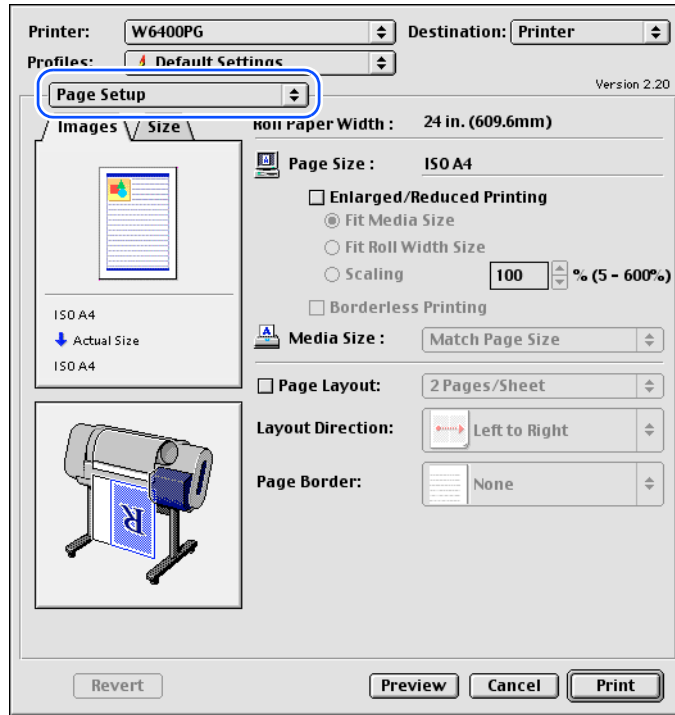 Printer: W6400PG Destination: Printer
Profiles: Default Settings
Version 2.20
Page Setup
Images Size
Roll Paper Width : 24 in. (609.6mm)
Page Size : ISO A4
Enlarged/Reduced Printing
Fit Media Size
Fit Roll Width Size
Scaling 100 % (5 - 600%)
Borderless Printing
ISO A4
Actual Size
ISO A4
Media Size : Match Page Size
Page Layout: 2 Pages/Sheet
Layout Direction: Left to Right
Page Border: None
R
Revert Preview Cancel Print